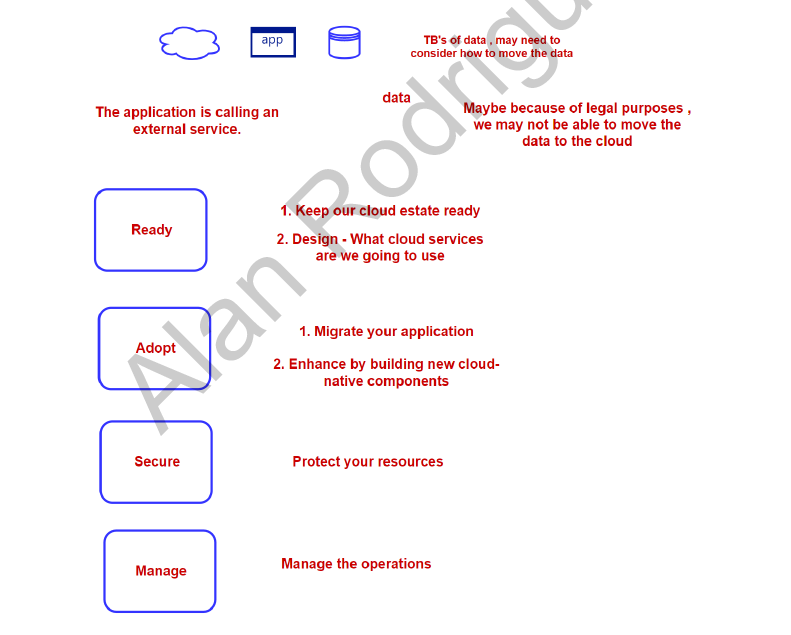 app
TB's of data , may need to
consider how to move the data
data
The application is calling an
external service.
Maybe because of legal purposes ,
we may not be able to move the
data to the cloud
Ready
1. Keep our cloud estate ready
2. Design - What cloud services
are we going to use
Adopt
1. Migrate your application
2. Enhance by building new cloud-
native components
Secure
Protect your resources
Manage
Manage the operations